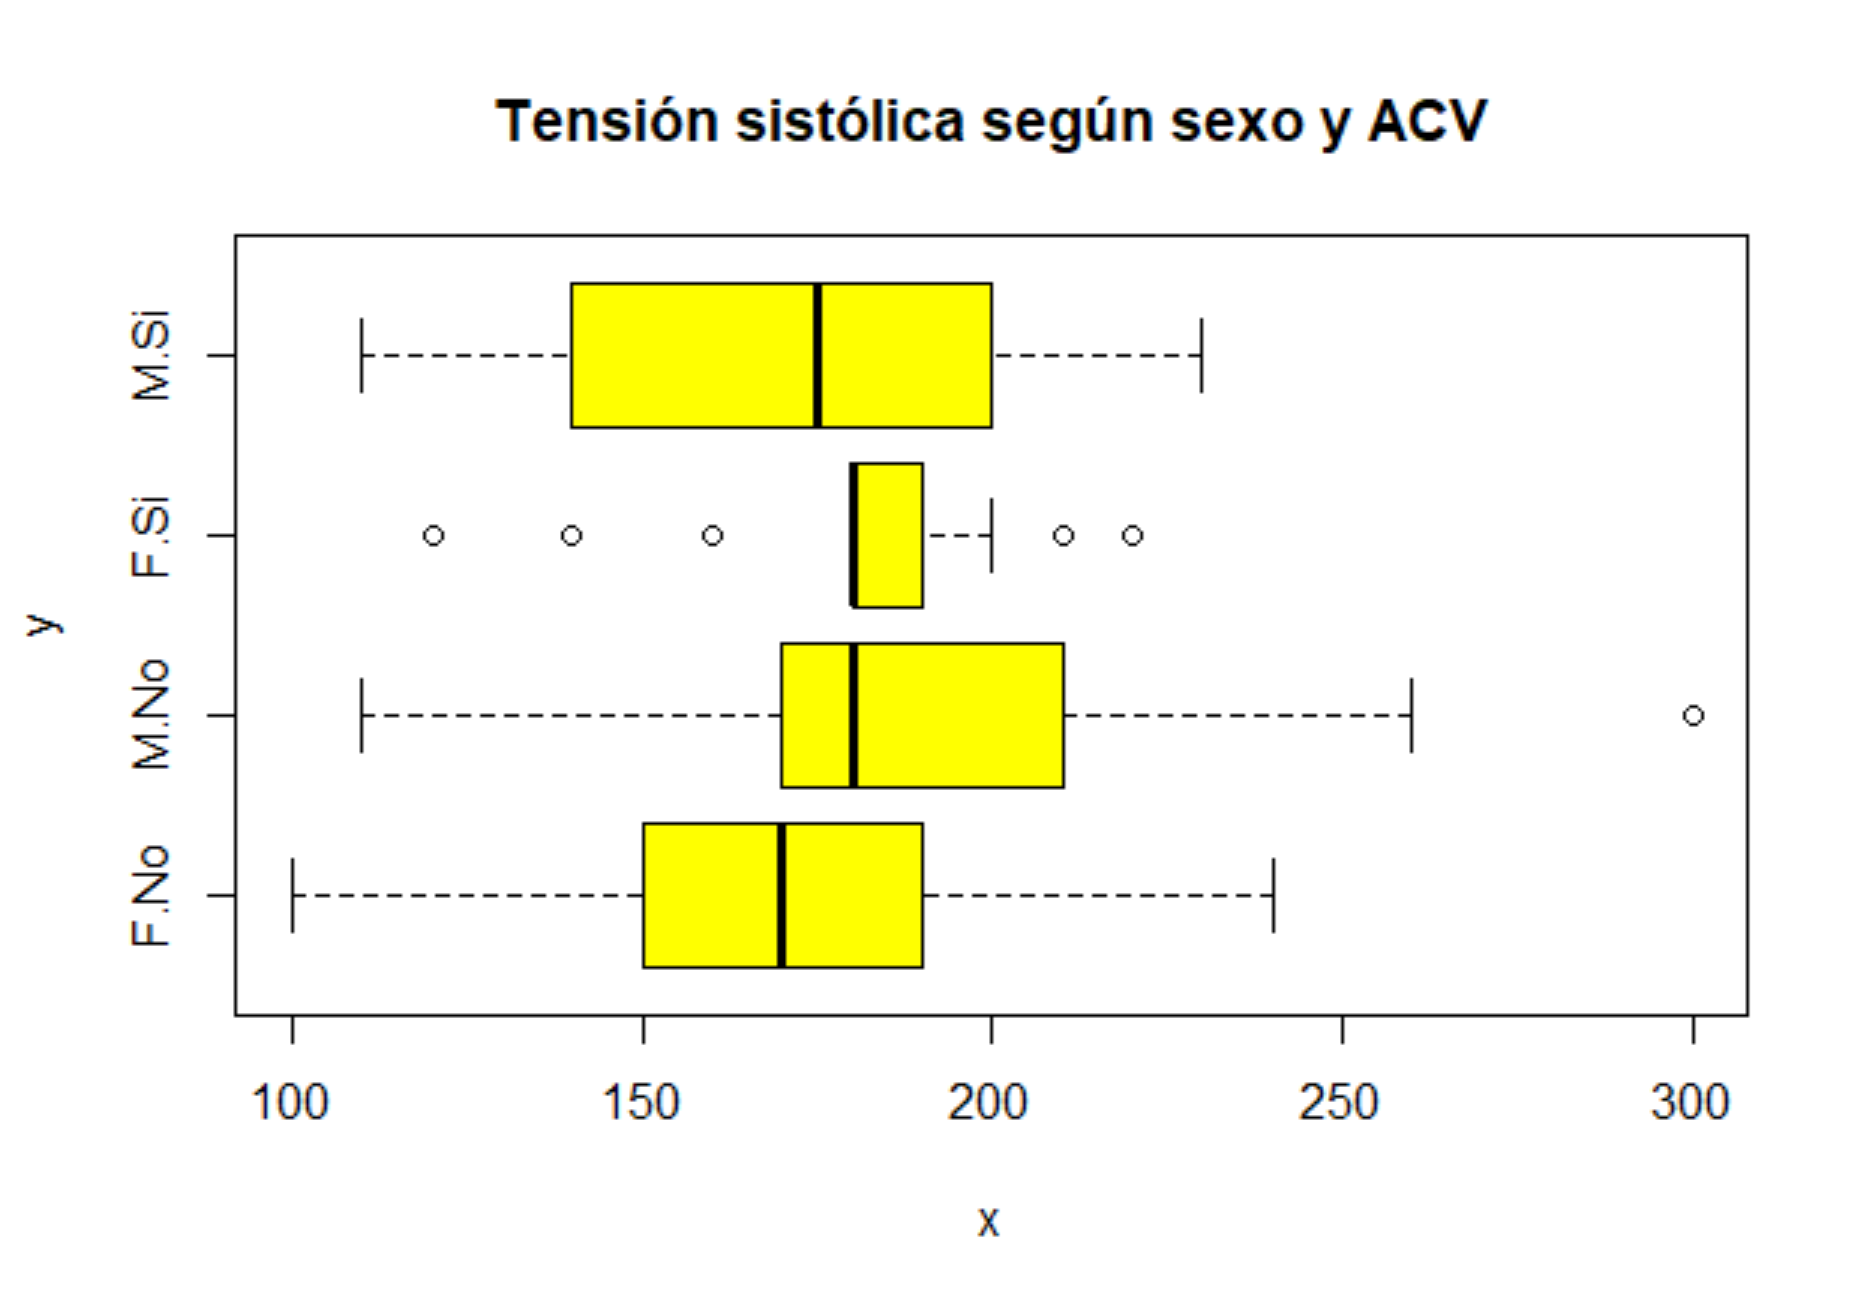 Tensión sistólica según sexo y ACV
M.Si
F.Si
M.No
F.No
y
100 150 200 250 300
x